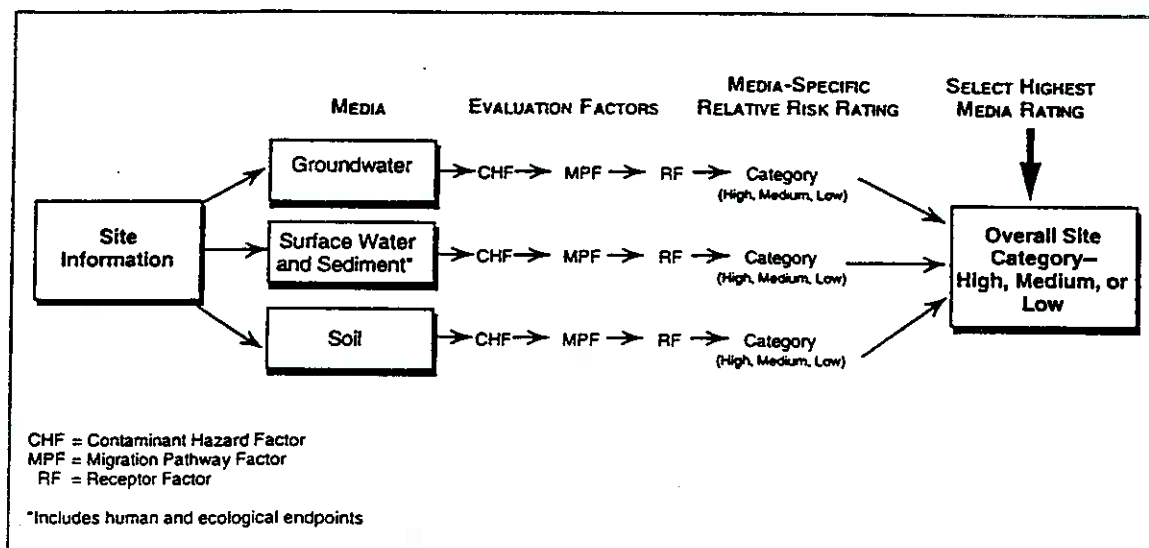 MEDIA
EVALUATION FACTORS
MEDIA-SPECIFIC
RELATIVE RISK RATING
SELECT HIGHEST
MEDIA RATING
Site
Information
Groundwater
CHF
MPF
RF
Category
(High, Medium, Low)
Surface Water
and Sediment*
CHF
MPF
RF
Category
(High, Medium, Low)
Soil
CHF
MPF
RF
Category
(High, Medium, Low)
Overall Site
Category–
High, Medium, or
Low
CHF = Contaminant Hazard Factor
MPF = Migration Pathway Factor
RF = Receptor Factor
*Includes human and ecological endpoints